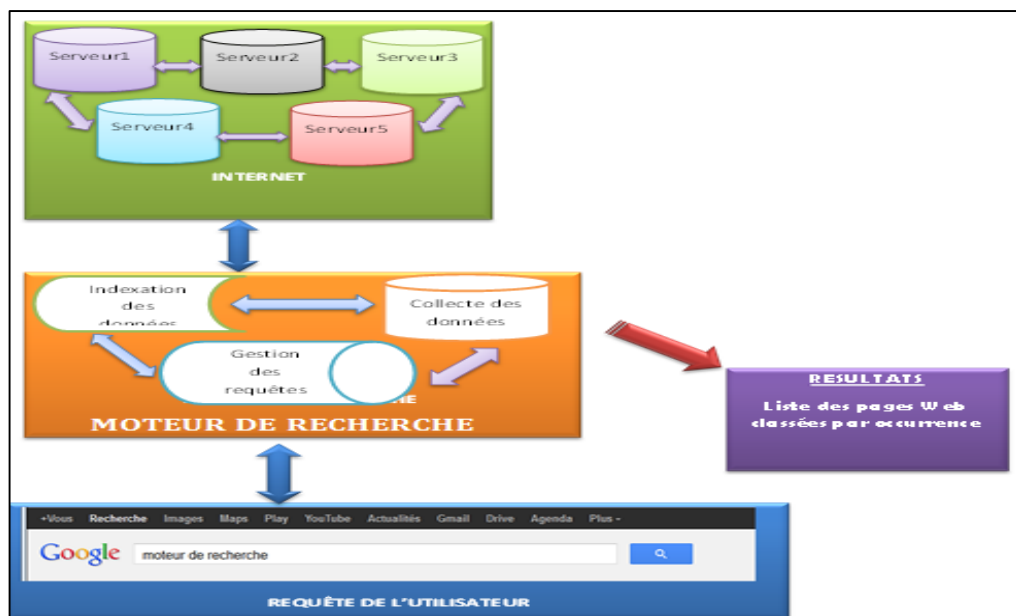 Serveur1
Serveur2
Serveur3
Serveur4
Serveur5
INTERNET
Indexation
des
données
Collecte des
données
Gestion
des
requêtes
MOTEUR DE RECHERCHE
RESULTATS
Liste des pages Web
classées par occurrence
+Vous Recherche Images Maps Play YouTube Actualités Gmail Drive Agenda Plus
Google
moteur de recherche
REQUÊTE DE L'UTILISATEUR